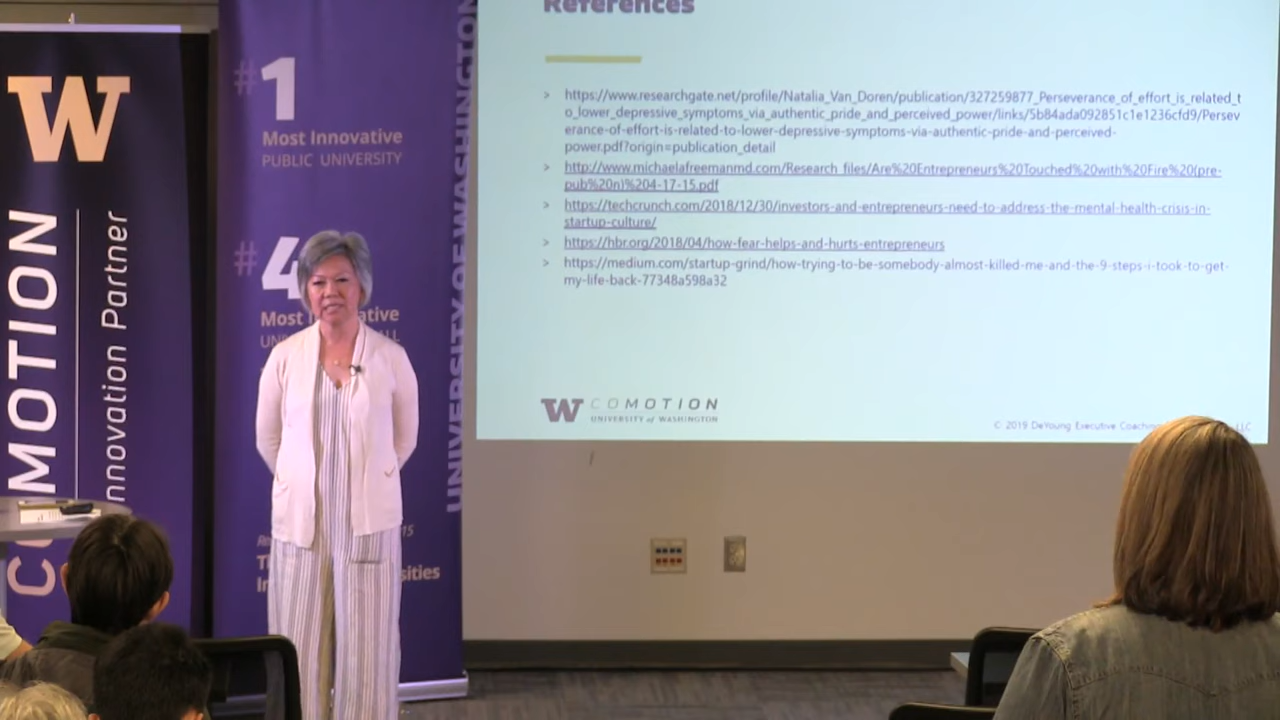 W
COMOTION
nnovation Partner
#1
Most Innovative
PUBLIC UNIVERSITY
#4
Most
ative
UNIVERSITY OF WASHINGTON
References
> https://www.researchgate.net/profile/Natalia_Van_Doren/publication/327259877_Perseverance_of_effort_is_related_t
o_lower_depressive_symptoms_via_authentic_pride_and_perceived_power/links/5b84ada092851c1e1236cfd9/Persev
erance-of-effort-is-related-to-lower-depressive-symptoms-via-authentic-pride-and-perceived-
power.pdf?origin=publication_detail
> http://www.michaelafreemanmd.com/Research_files/Are%20Entrepreneurs%20Touched%20with%20Fire%20(pre-
pub%20n)%204-17-15.pdf
> https://techcrunch.com/2018/12/30/investors-and-entrepreneurs-need-to-address-the-mental-health-crisis-in-
startup-culture/
> https://hbr.org/2018/04/how-fear-helps-and-hurts-entrepreneurs
> https://medium.com/startup-grind/how-trying-to-be-somebody-almost-killed-me-and-the-9-steps-i-took-to-get-
my-life-back-77348a598a32
W COMOTION
UNIVERSITY of WASHINGTON
© 2019 DeYoung Executive Coaching
LLC
sities